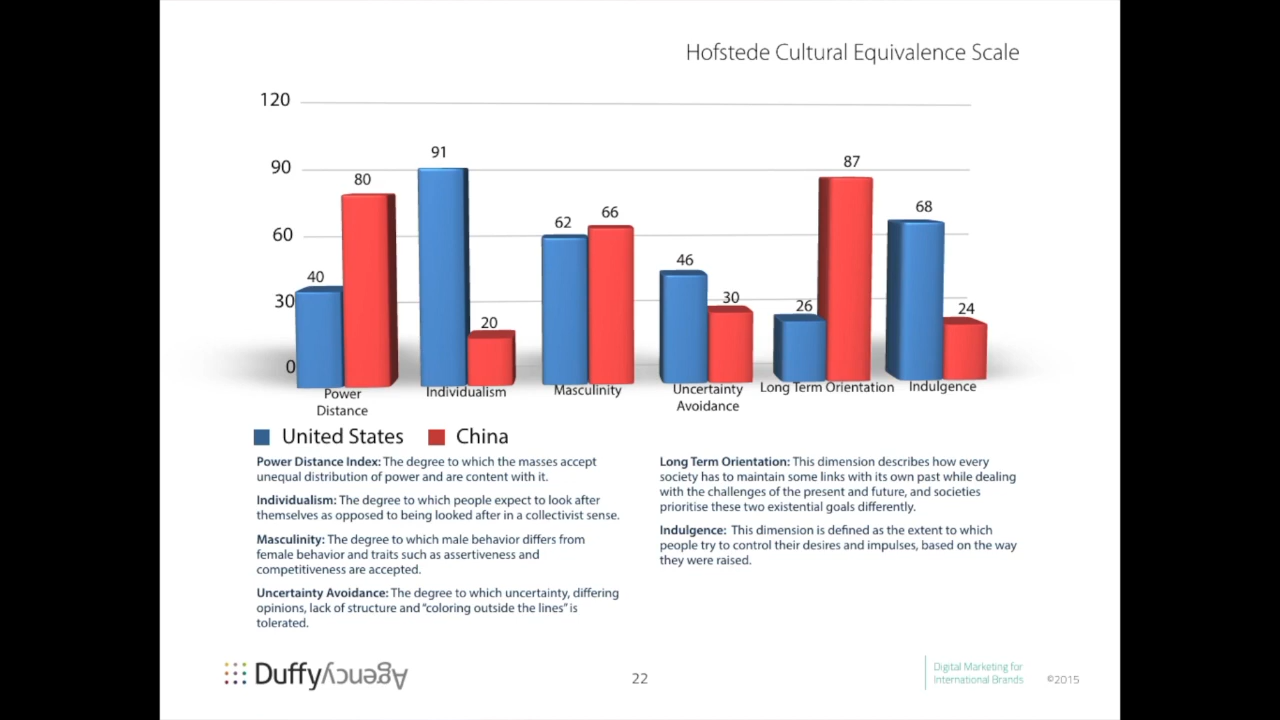 Hofstede Cultural Equivalence Scale
120
90
60
30
0
40
80
91
20
62
66
46
30
26
87
68
24
Power
Distance
Individualism
Masculinity
Uncertainty
Avoidance
Long Term Orientation
Indulgence
United States
China
Power Distance Index: The degree to which the masses accept
unequal distribution of power and are content with it.
Individualism: The degree to which people expect to look after
themselves as opposed to being looked after in a collectivist sense.
Masculinity: The degree to which male behavior differs from
female behavior and traits such as assertiveness and
competitiveness are accepted.
Uncertainty Avoidance: The degree to which uncertainty, differing
opinions, lack of structure and “coloring outside the lines” is
tolerated.
Long Term Orientation: This dimension describes how every
society has to maintain some links with its own past while dealing
with the challenges of the present and future, and societies
prioritise these two existential goals differently.
Indulgence: This dimension is defined as the extent to which
people try to control their desires and impulses, based on the way
they were raised.
Duffy Agency
22
Digital Marketing for
International Brands
©2015